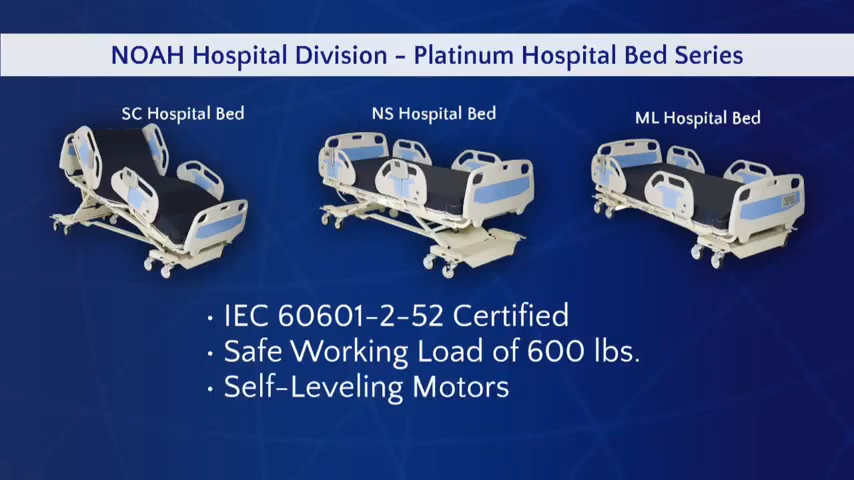 NOAH Hospital Division - Platinum Hospital Bed Series
SC Hospital Bed
NS Hospital Bed
ML Hospital Bed
• IEC 60601-2-52 Certified
• Safe Working Load of 600 lbs.
• Self-Leveling Motors